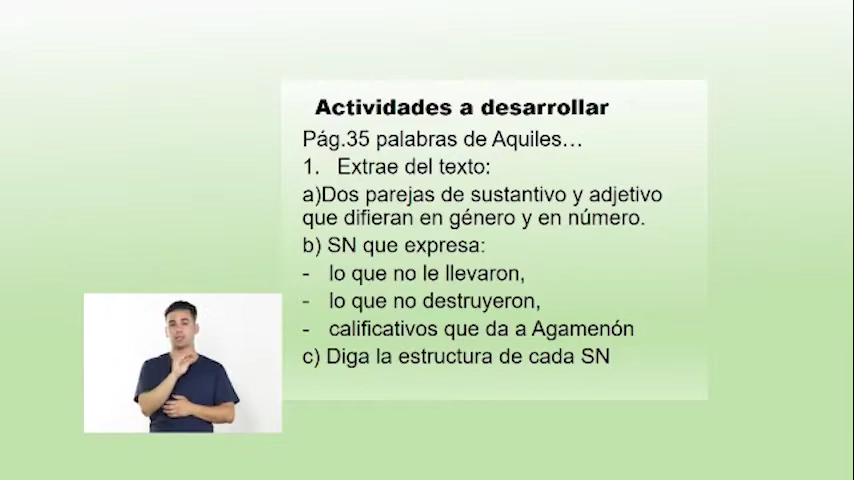 Actividades a desarrollar
Pág.35 palabras de Aquiles…
1. Extrae del texto:
a)Dos parejas de sustantivo y adjetivo
que difieran en género y en número.
b) SN que expresa:
- lo que no le llevaron,
- lo que no destruyeron,
- calificativos que da a Agamenón
c) Diga la estructura de cada SN